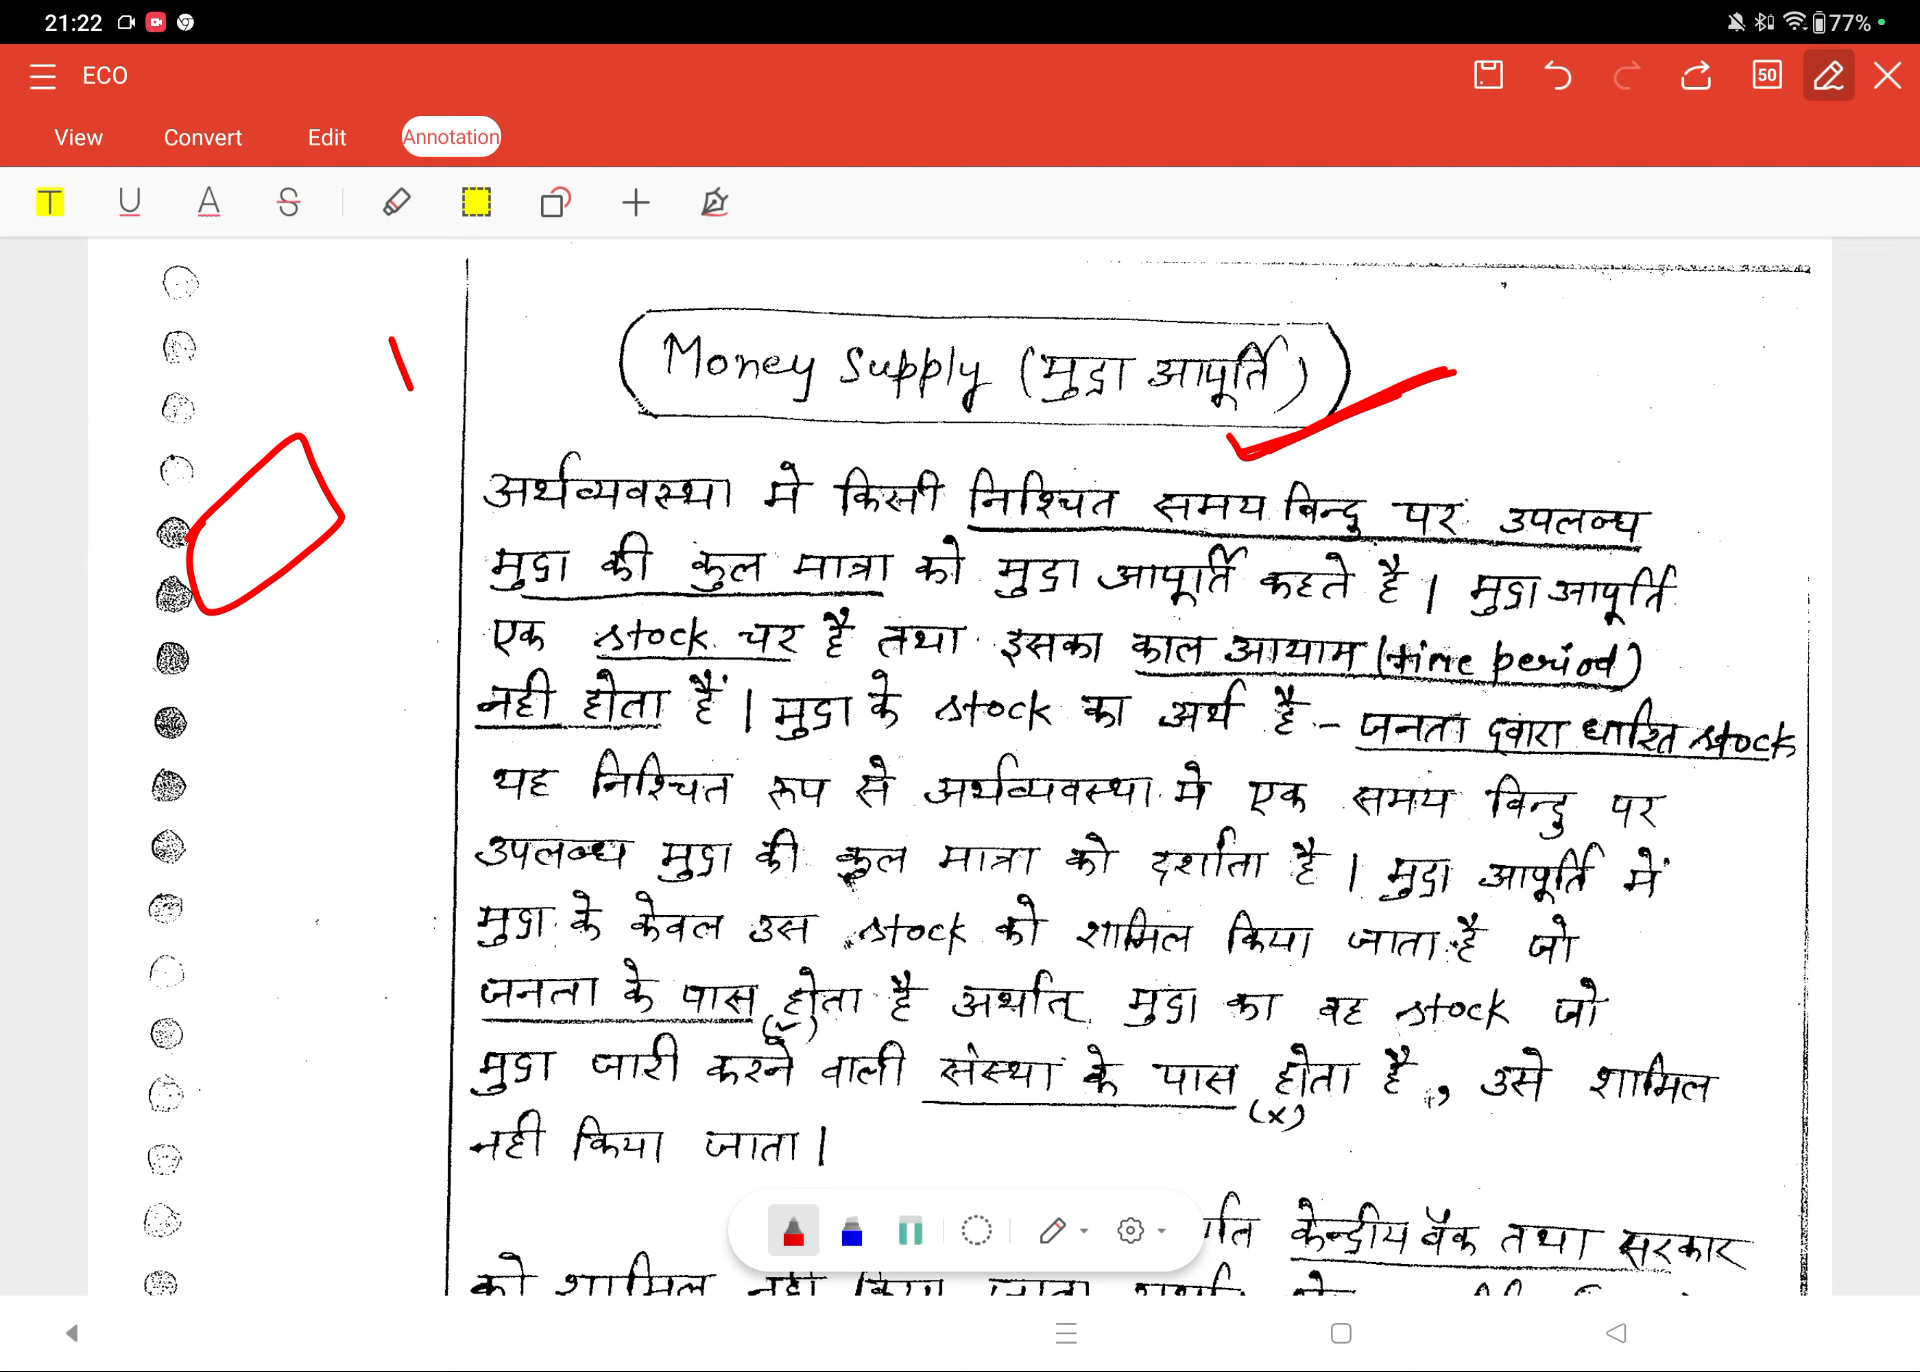 21:22
77%
ECO
50
View Convert Edit Annotation
T U A S
Money Supply (मुद्रा आपूर्ति)
अर्थव्यवस्था मे किसी निश्चित समय विन्दु पर उपलब्ध
मुद्रा की कुल मात्रा को मुद्रा आपूर्ति कहते है। मुद्रा आपूर्ति
एक stock चर है तथा इसका काल आयाम (time period)
नही होता हैं। मुद्रा के stock का अर्थ है - जनता द्वारा धारित stock
यह निश्चित रूप से अर्थव्यवस्था मे एक समय विन्दु पर
उपलब्ध मुद्रा की कुल मात्रा को दर्शाता है। मुद्रा आपूर्ति में
मुद्रा के केवल उस stock को शामिल किया जाता है जो
जनता के पास होता है अर्थात् मुद्रा का वह stock जो
(✓)
मुद्रा जारी करने वाली संस्था के पास होता है, उसे शामिल
(x)
नही किया जाता।
केन्द्रीय बैंक तथा सरकार
को शामिल नही किया जाता